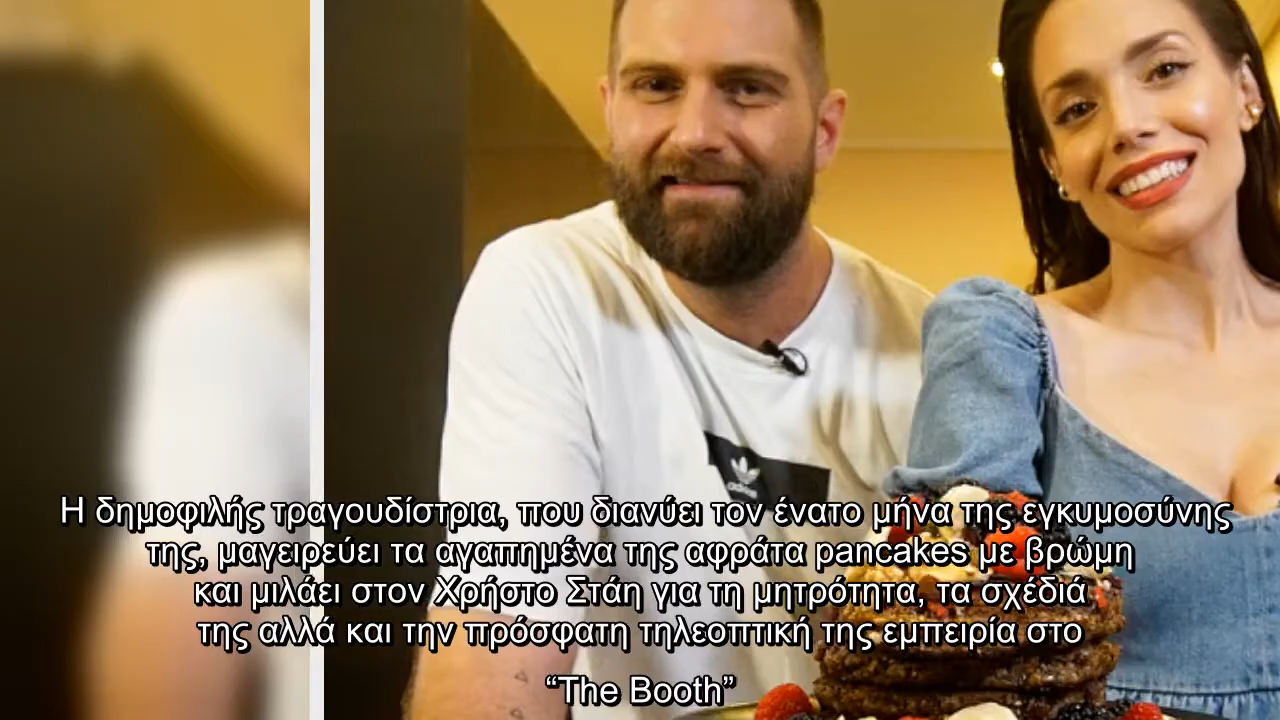 adidas
Η δημοφιλής τραγουδίστρια, που διανύει τον ένατο μήνα της εγκυμοσύνης
της, μαγειρεύει τα αγαπημένα της αφράτα pancakes με βρώμη
και μιλάει στον Χρήστο Στάη για τη μητρότητα, τα σχέδιά
της αλλά και την πρόσφατη τηλεοπτική της εμπειρία στο
“The Booth”